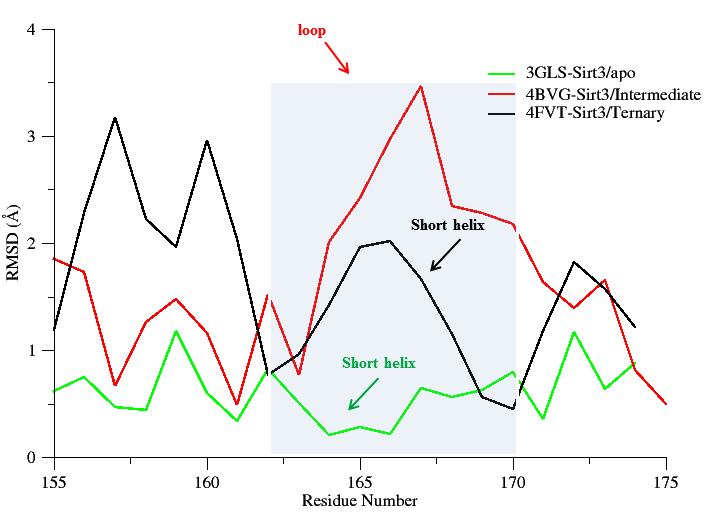 4
loop
3GLS-Sirt3/apo
4BVG-Sirt3/Intermediate
4FVT-Sirt3/Ternary
3
Short helix
RMSD (Å)
2
1
Short helix
0
155
160
165
170
175
Residue Number